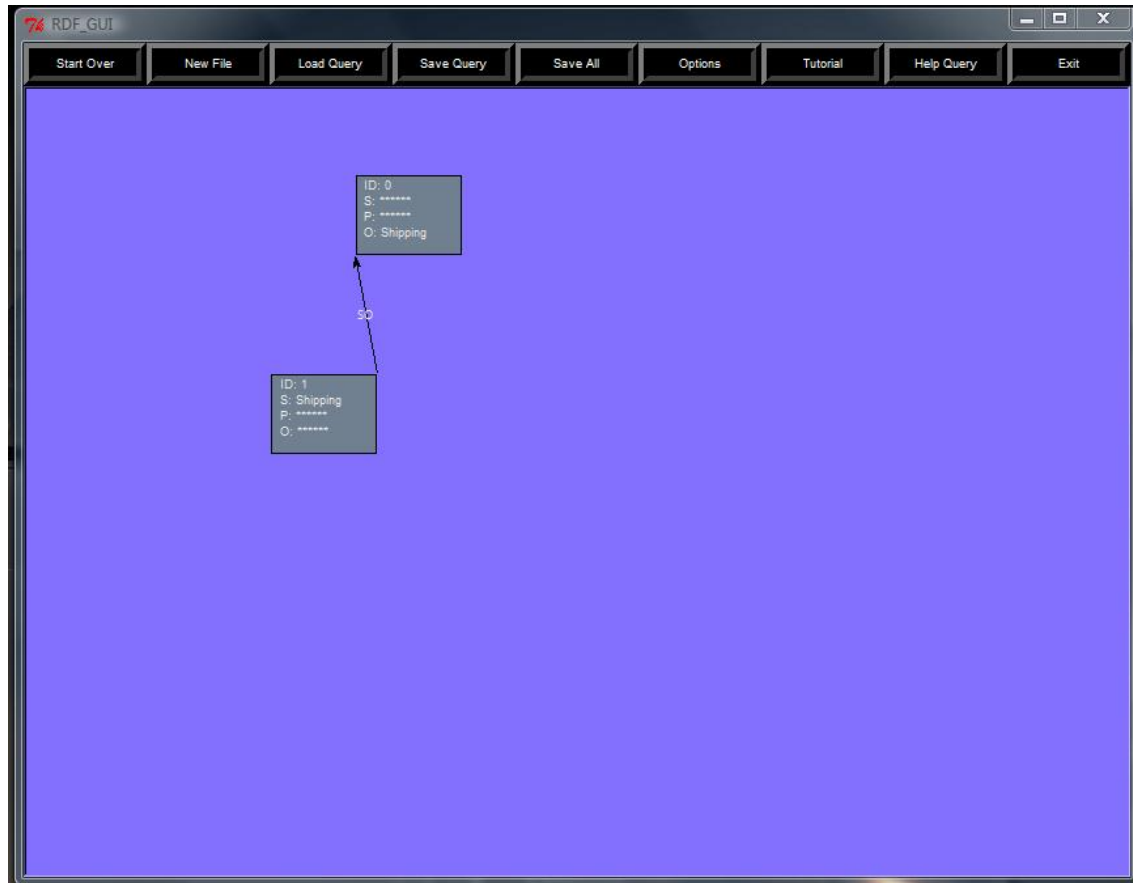 RDF_GUI
Start Over New File Load Query Save Query Save All Options Tutorial Help Query Exit
ID: 0
S: ******
P: ******
O: Shipping
SO
ID: 1
S: Shipping
P: ******
O: ******